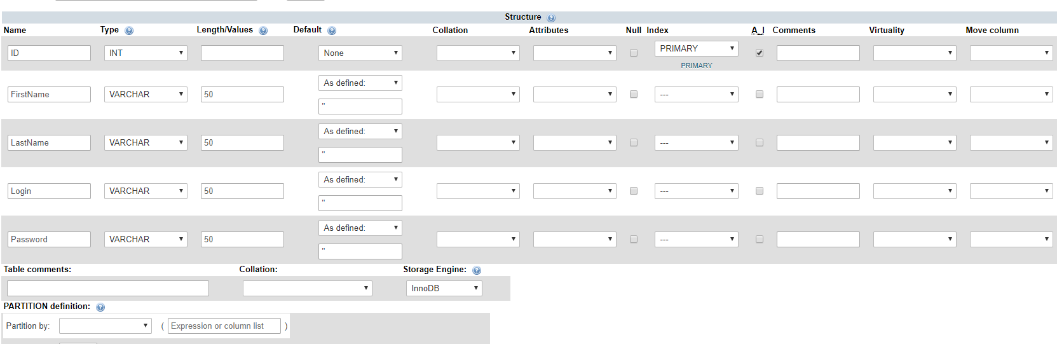 Structure
Name Type Length/Values Default Collation Attributes Null Index A_I Comments Virtuality Move column
ID INT None PRIMARY
PRIMARY
As defined:
FirstName VARCHAR 50 ---
"
As defined:
LastName VARCHAR 50 ---
"
As defined:
Login VARCHAR 50 ---
"
As defined:
Password VARCHAR 50 ---
"
Table comments: Collation: Storage Engine:
InnoDB
PARTITION definition:
Partition by: ( Expression or column list )